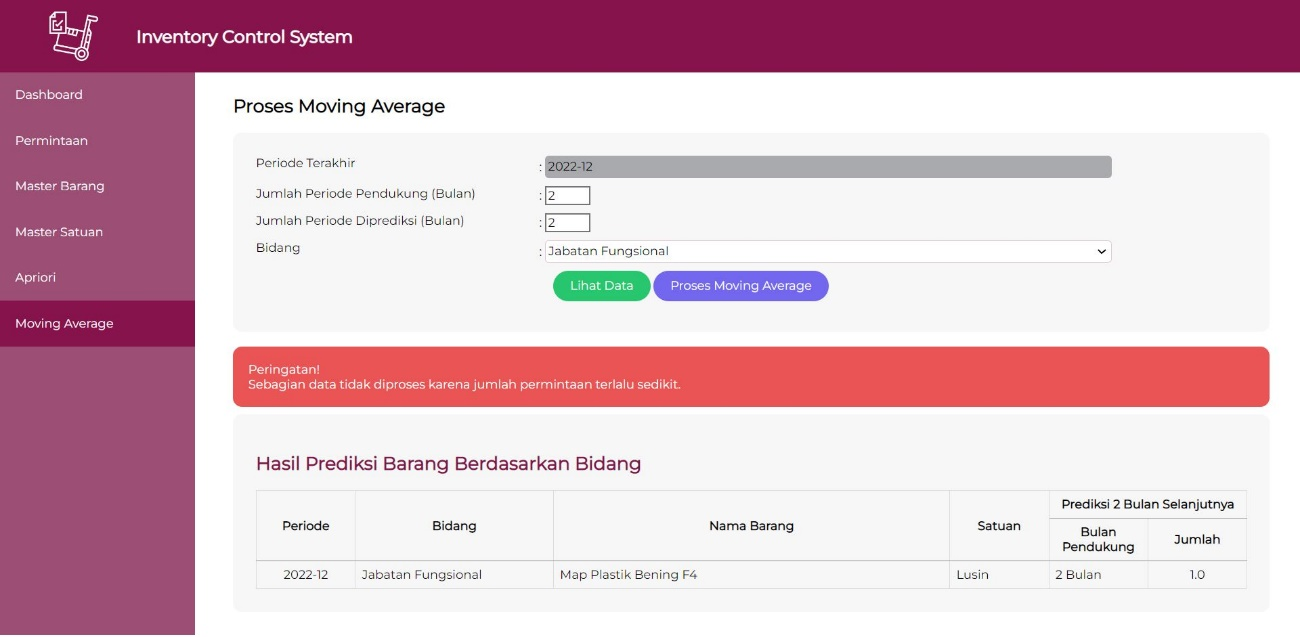 Inventory Control System
Dashboard
Permintaan
Master Barang
Master Satuan
Apriori
Moving Average
Proses Moving Average
Periode Terakhir : 2022-12
Jumlah Periode Pendukung (Bulan) : 2
Jumlah Periode Diprediksi (Bulan) : 2
Bidang : Jabatan Fungsional
Lihat Data Proses Moving Average
Peringatan!
Sebagian data tidak diproses karena jumlah permintaan terlalu sedikit.
Hasil Prediksi Barang Berdasarkan Bidang
Periode Bidang Nama Barang Satuan Prediksi 2 Bulan Selanjutnya
Bulan Pendukung Jumlah
2022-12 Jabatan Fungsional Map Plastik Bening F4 Lusin 2 Bulan 1.0